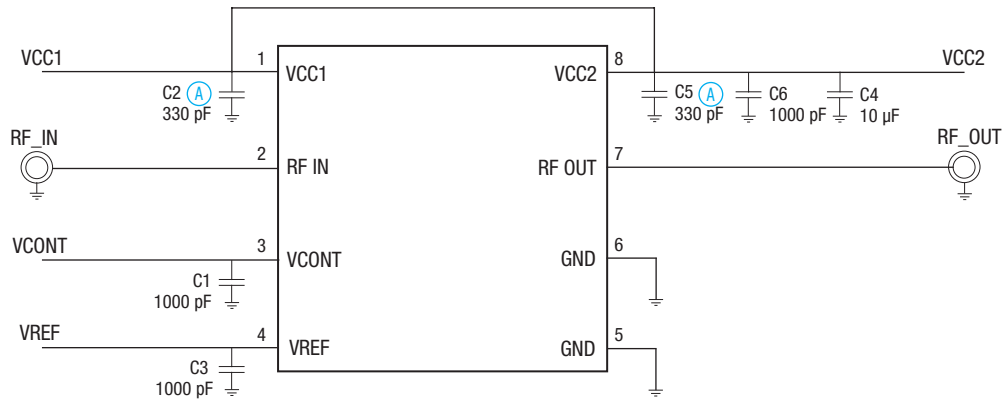 VCC1
1
VCC1
C2 A
330 pF
RF_IN
2
RF IN
VCONT
3
VCONT
C1
1000 pF
VREF
4
VREF
C3
1000 pF
8
VCC2
VCC2
C5 A
330 pF
C6
1000 pF
C4
10 µF
7
RF OUT
RF_OUT
6
GND
5
GND